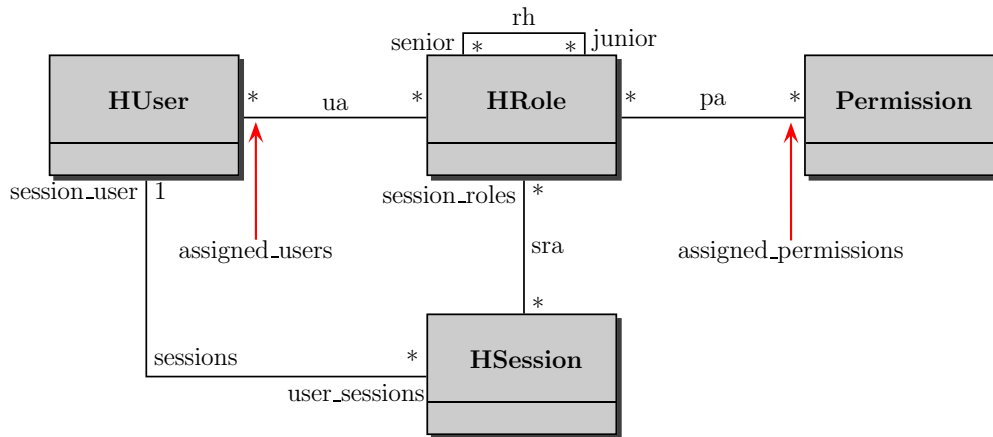 rh
senior * * junior
HUser * ua * HRole * pa * Permission
session_user 1 session_roles *
assigned_users sra assigned_permissions
*
sessions * HSession
user_sessions